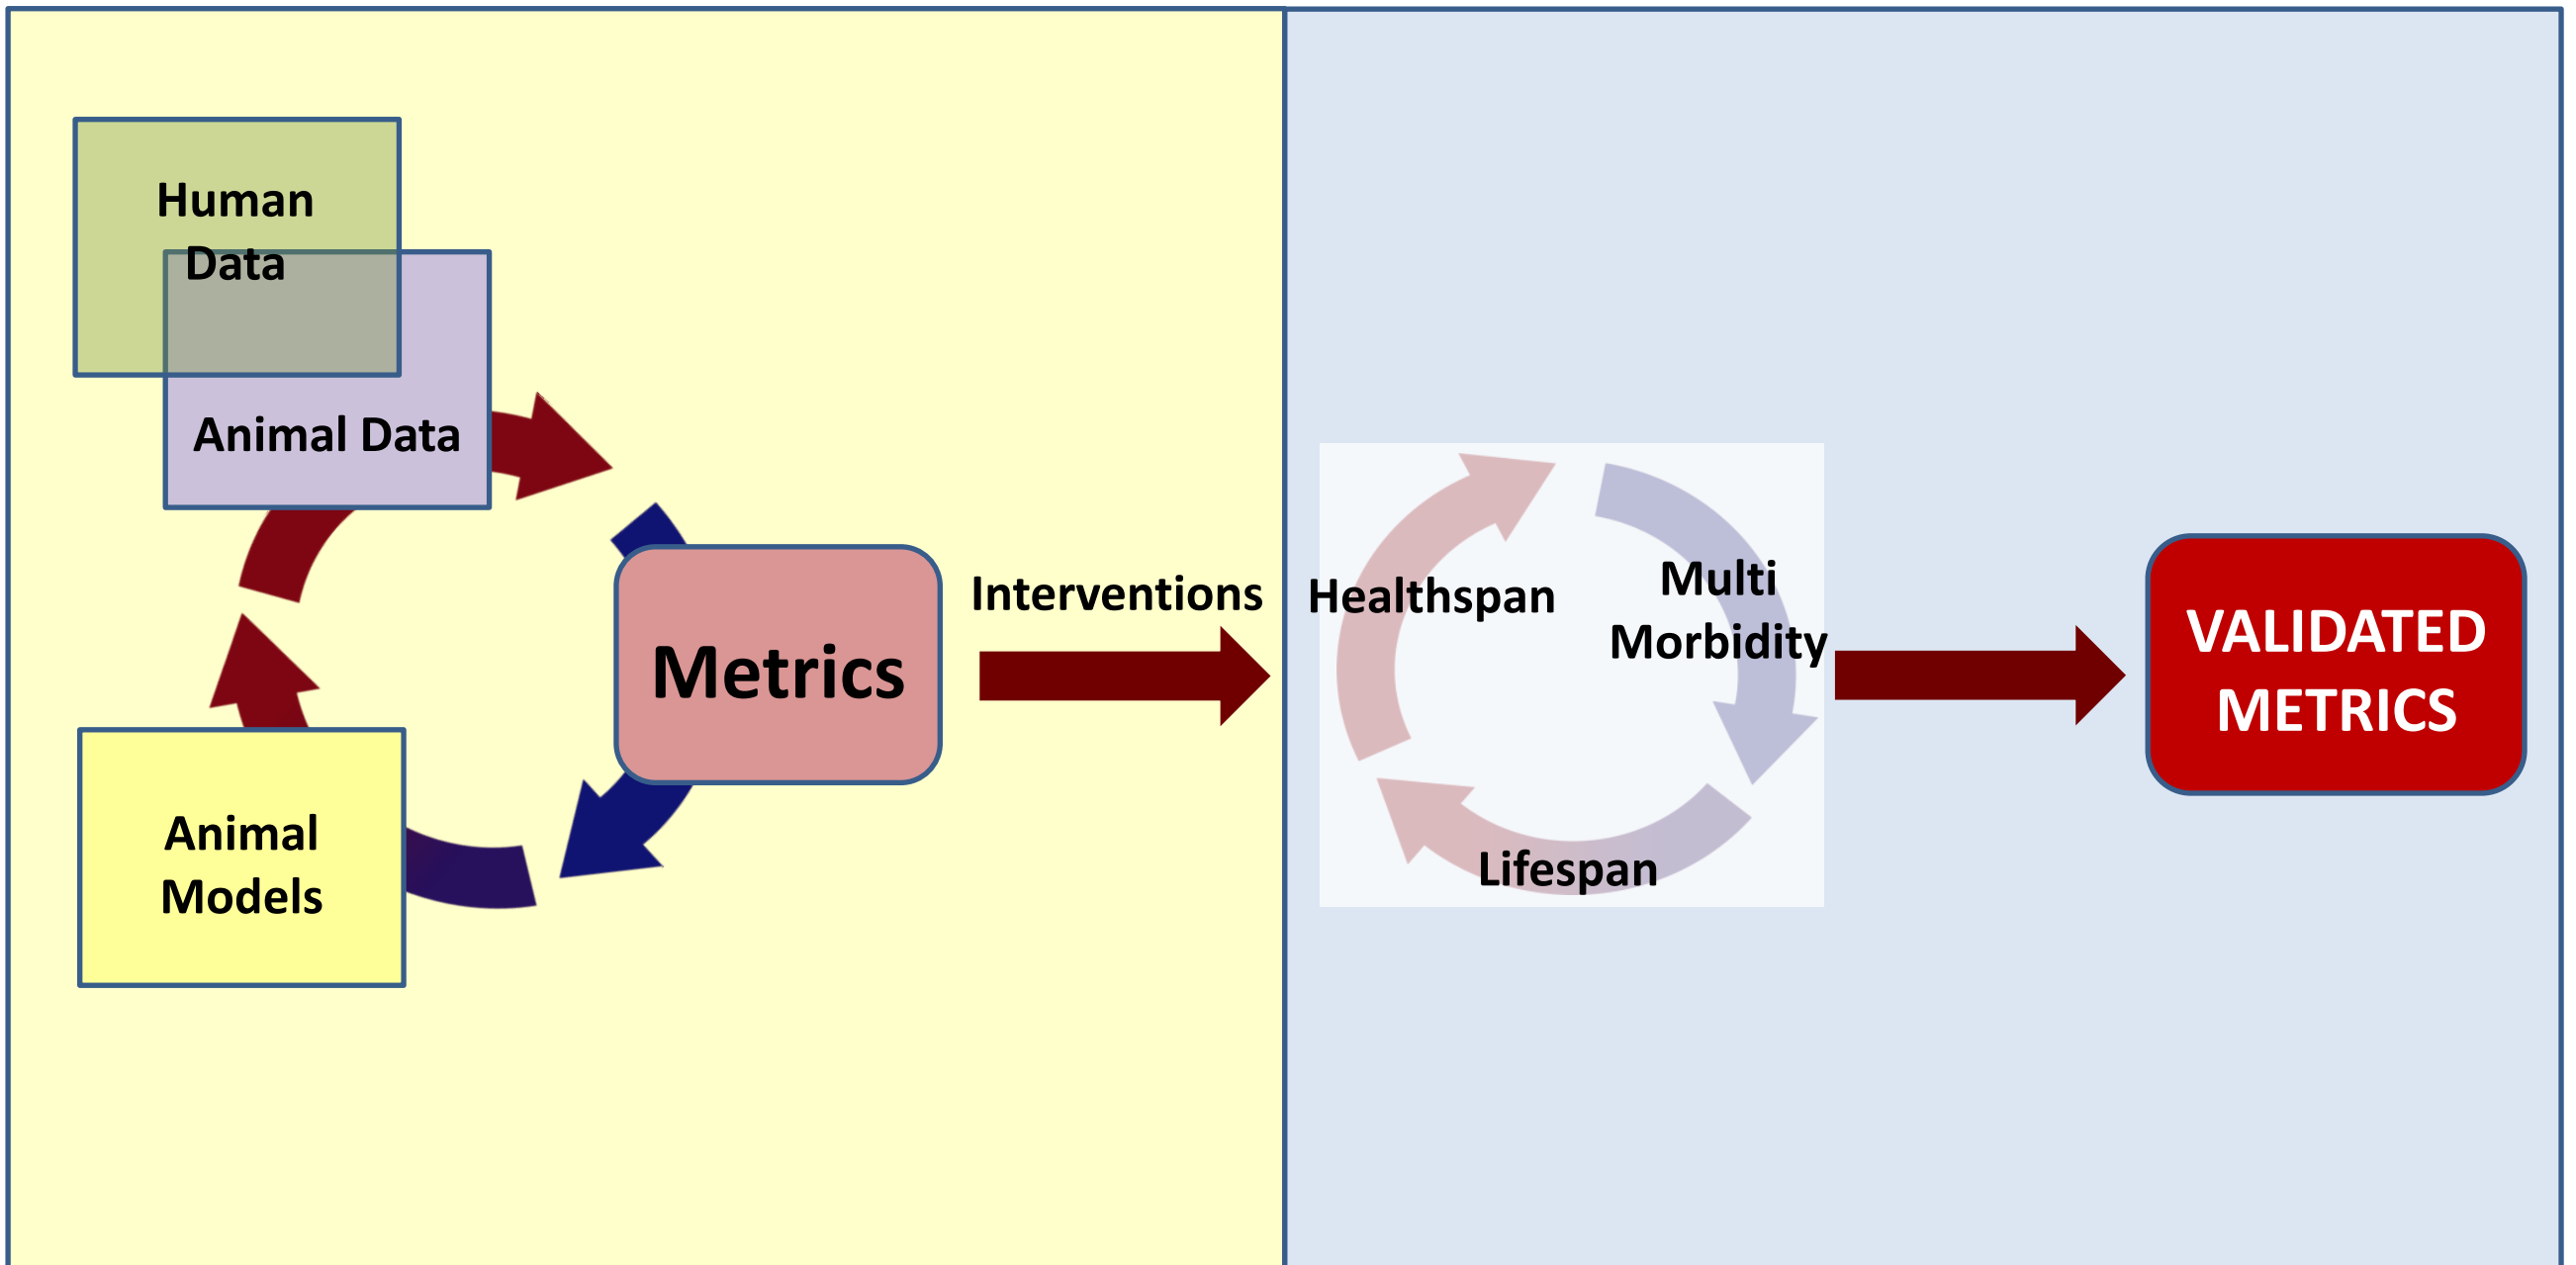 Human
Data
Animal Data
Animal
Models
Metrics
Interventions
Healthspan
Multi
Morbidity
Lifespan
VALIDATED
METRICS